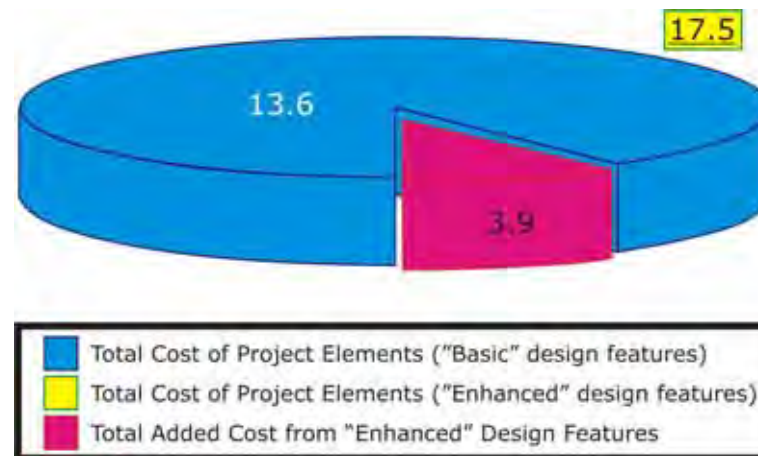 17.5
13.6
3.9
Total Cost of Project Elements ("Basic" design features)
Total Cost of Project Elements ("Enhanced" design features)
Total Added Cost from "Enhanced" Design Features